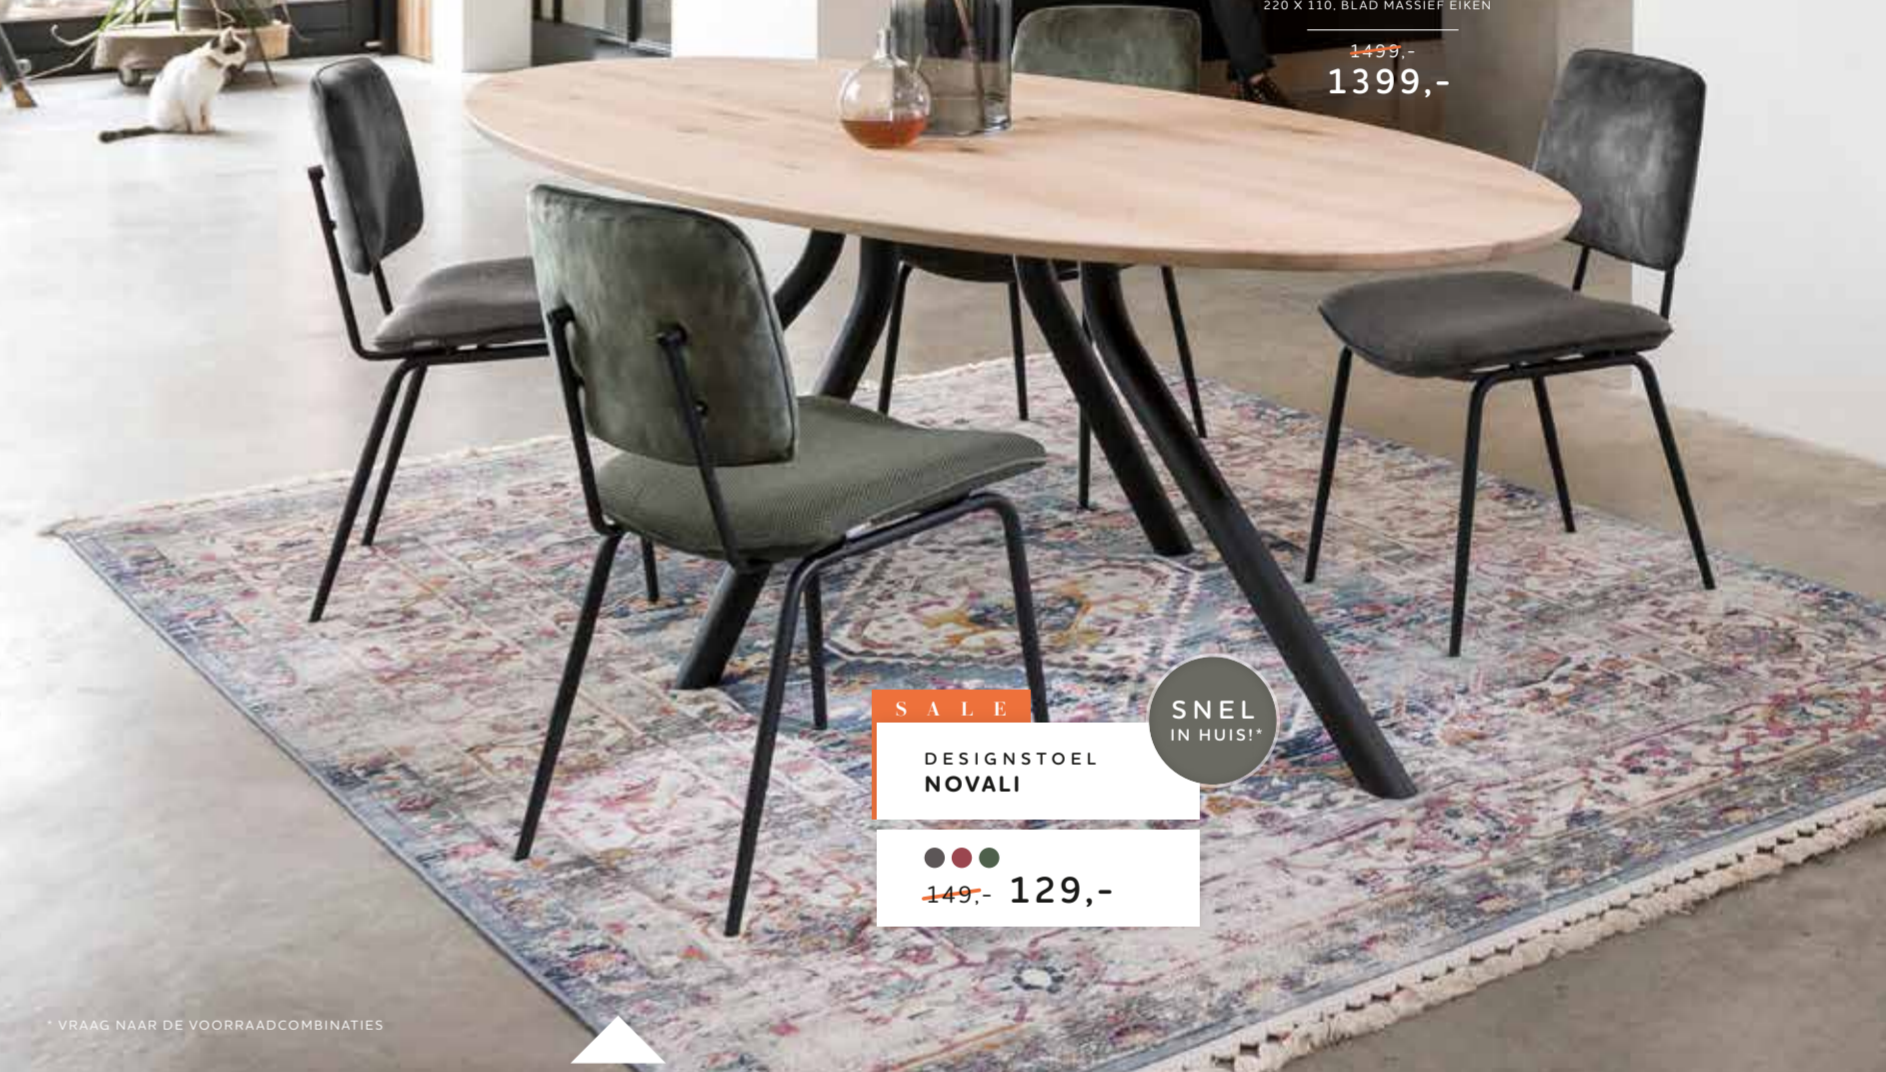 220 X 110, BLAD MASSIEF EIKEN
1499,-
1399,-
SALE
SNEL
IN HUIS!*
DESIGNSTOEL
NOVALI
149,- 129,-
* VRAAG NAAR DE VOORRAADCOMBINATIES